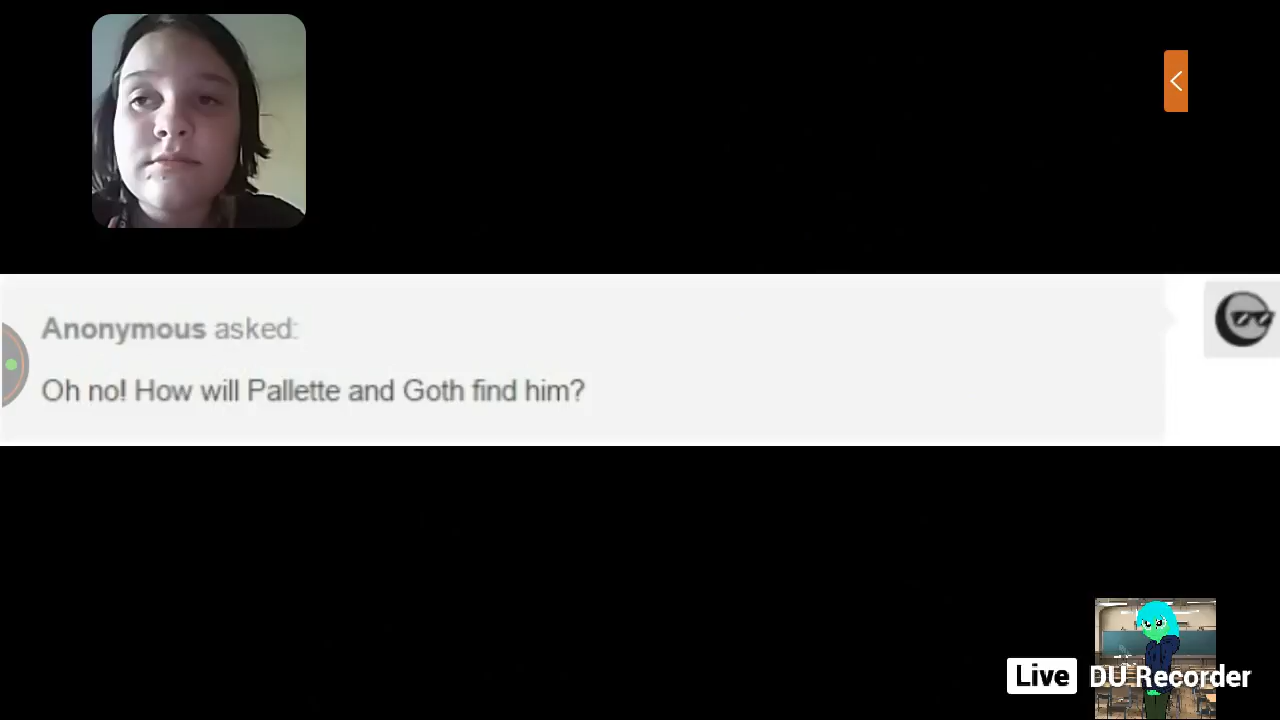 Anonymous asked:
Oh no! How will Pallette and Goth find him?
Live DU Recorder